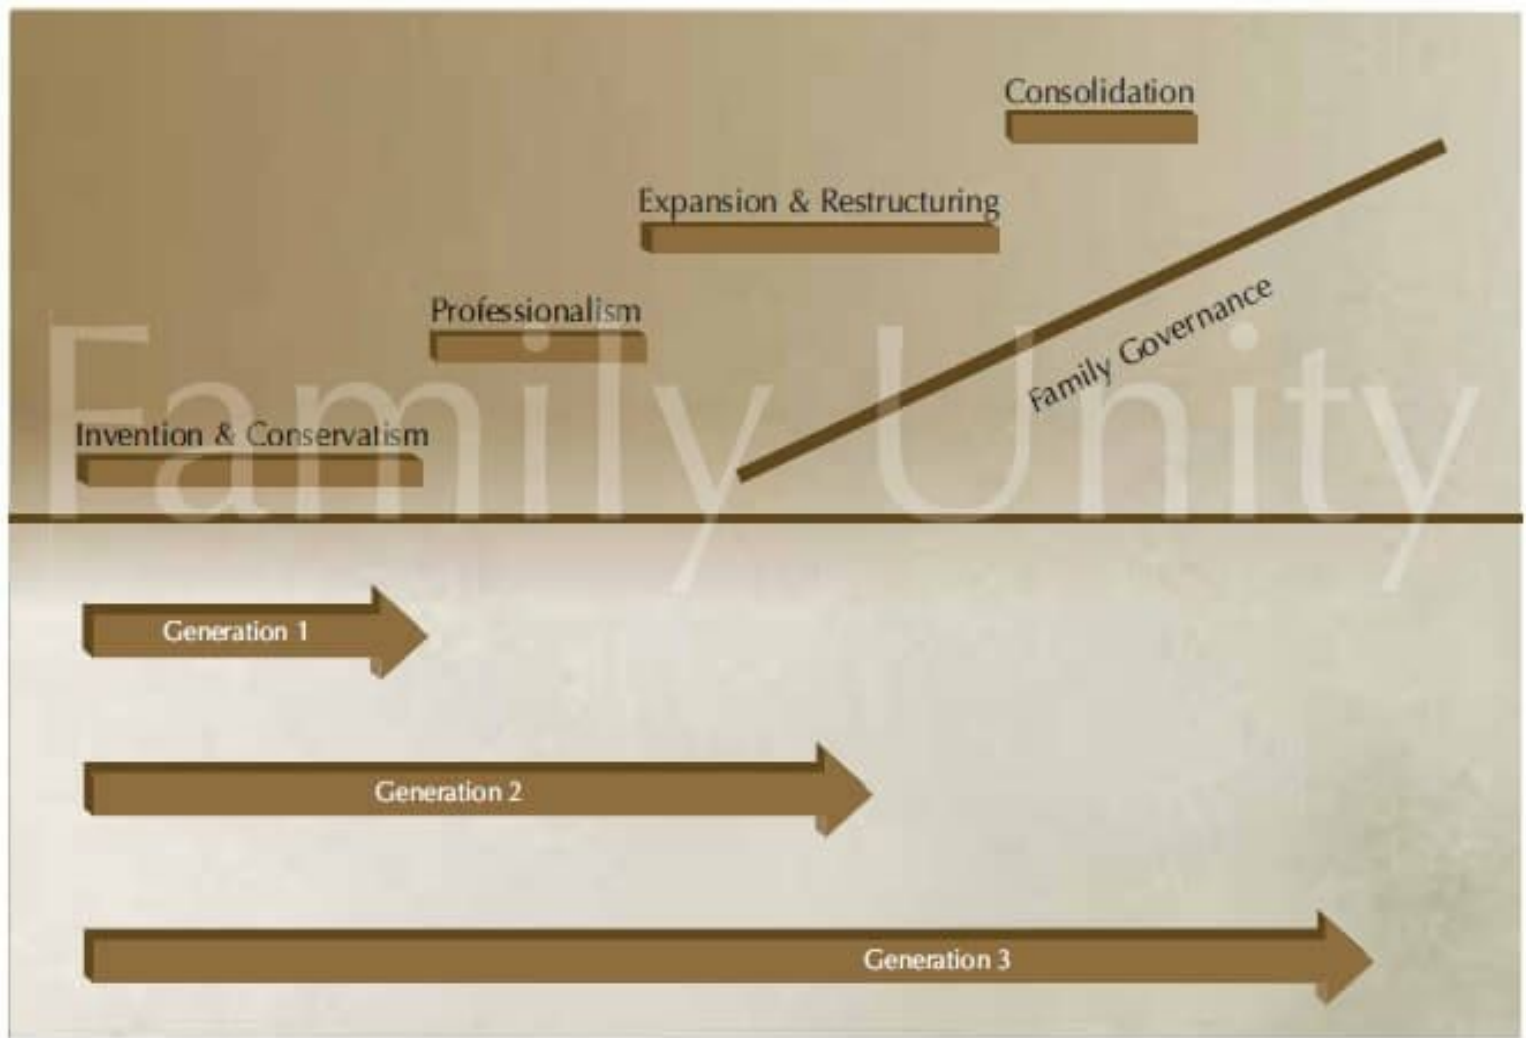 Consolidation
Expansion & Restructuring
Professionalism
Family Governance
Invention & Conservatism
Family Unity
Generation 1
Generation 2
Generation 3